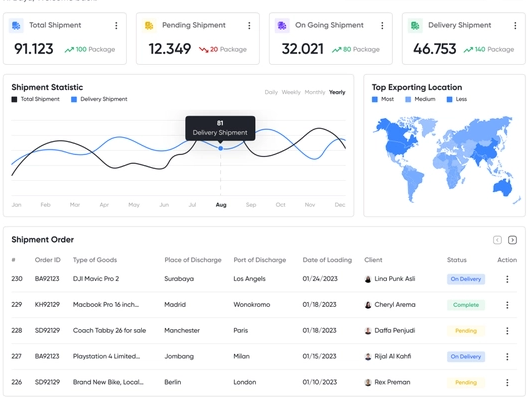 Total Shipment
91.123
100 Package
Pending Shipment
12.349
20 Package
On Going Shipment
32.021
80 Package
Delivery Shipment
46.753
140 Package
Shipment Statistic
Total Shipment Delivery Shipment
Daily Weekly Monthly Yearly
81
Delivery Shipment
Jan Feb Mar Apr May Jun Jul Aug Sep Oct Nov Dec
Top Exporting Location
Most Medium Less
Shipment Order
# Order ID Type of Goods Place of Discharge Port of Discharge Date of Loading Client Status Action
230 BA92123 DJI Mavic Pro 2 Surabaya Los Angels 01/24/2023 Lina Punk Asli On Delivery
229 KH92123 Macbook Pro 16 inch... Madrid Wonokromo 01/18/2023 Cheryl Arema Complete
228 SD92129 Coach Tabby 26 for sale Manchester Paris 01/18/2023 Daffa Penjudi Pending
227 BA92123 Playstation 4 Limited... Jombang Milan 01/15/2023 Rijal Al Kahfi On Delivery
226 SD92129 Brand New Bike, Local... Berlin London 01/10/2023 Rex Preman Pending